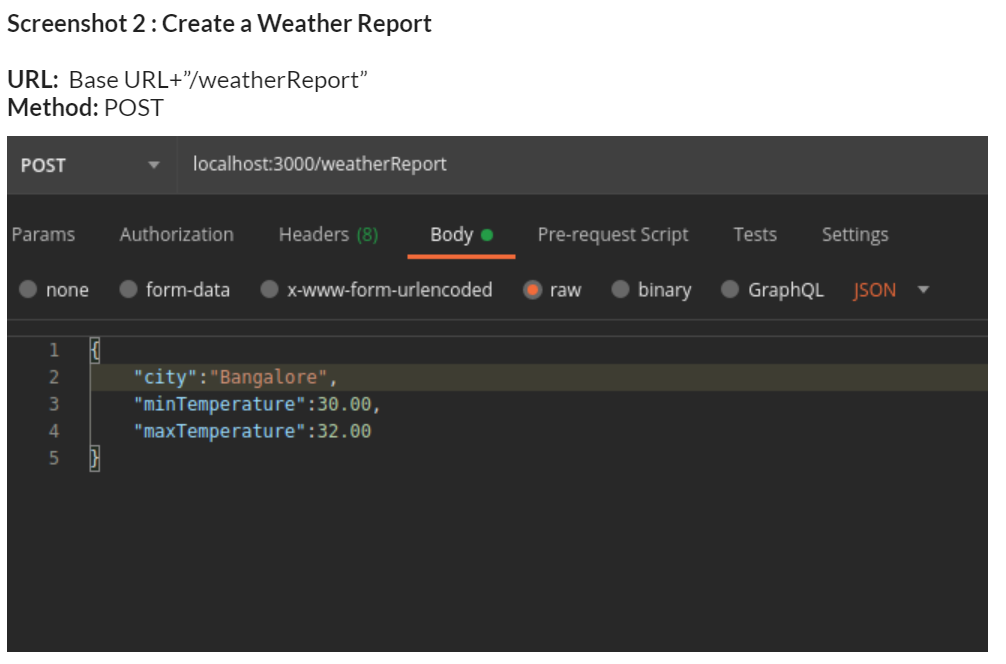 Screenshot 2 : Create a Weather Report
URL: Base URL+”/weatherReport”
Method: POST
POST localhost:3000/weatherReport
Params Authorization Headers (8) Body Pre-request Script Tests Settings
none form-data x-www-form-urlencoded raw binary GraphQL JSON
1 {
2 "city":"Bangalore",
3 "minTemperature":30.00,
4 "maxTemperature":32.00
5 }